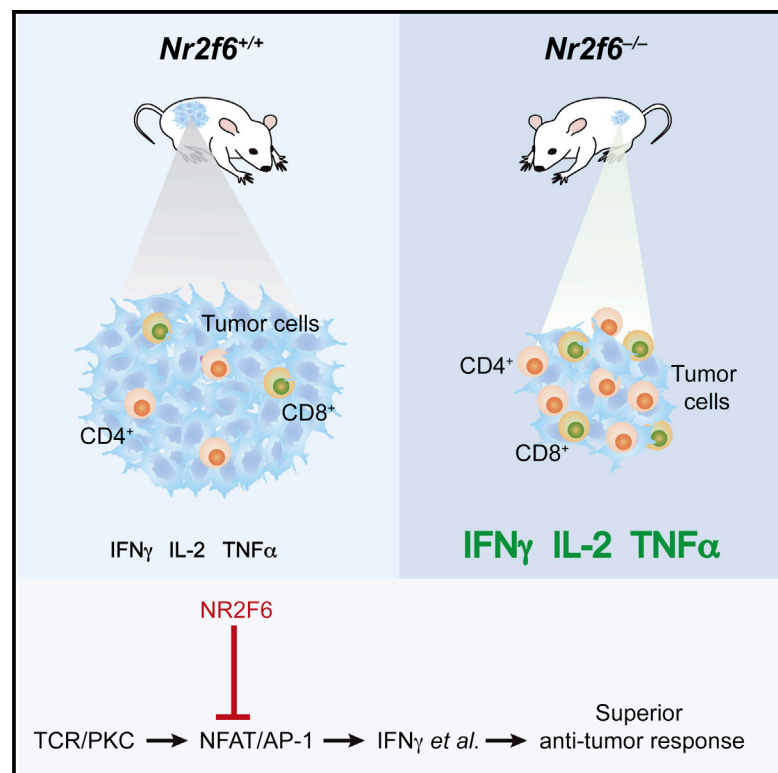 Nr2f6+/+
Nr2f6–/–
Tumor cells
CD8+
CD4+
CD4+
Tumor
cells
CD8+
IFNγ IL-2 TNFα
IFNγ IL-2 TNFα
NR2F6
TCR/PKC → NFAT/AP-1 → IFNγ et al. → Superior
anti-tumor response